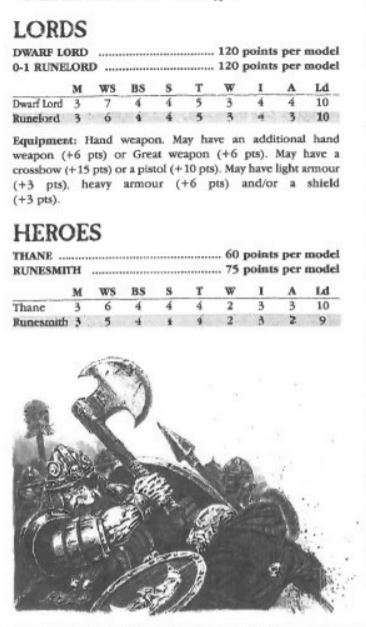 LORDS
DWARF LORD ................................ 120 points per model
0-1 RUNELORD .............................. 120 points per model
M WS BS S T W I A Ld
Dwarf Lord 3 7 4 4 5 3 4 4 10
Runelord 3 6 4 4 5 3 4 3 10
Equipment: Hand weapon. May have an additional hand
weapon (+6 pts) or Great weapon (+6 pts). May have a
crossbow (+15 pts) or a pistol (+10 pts). May have light armour
(+3 pts), heavy armour (+6 pts) and/or a shield
(+3 pts).
HEROES
THANE ........................................... 60 points per model
RUNESMITH .................................. 75 points per model
M WS BS S T W I A Ld
Thane 3 6 4 4 4 2 3 3 10
Runesmith 3 5 4 4 4 2 3 2 9